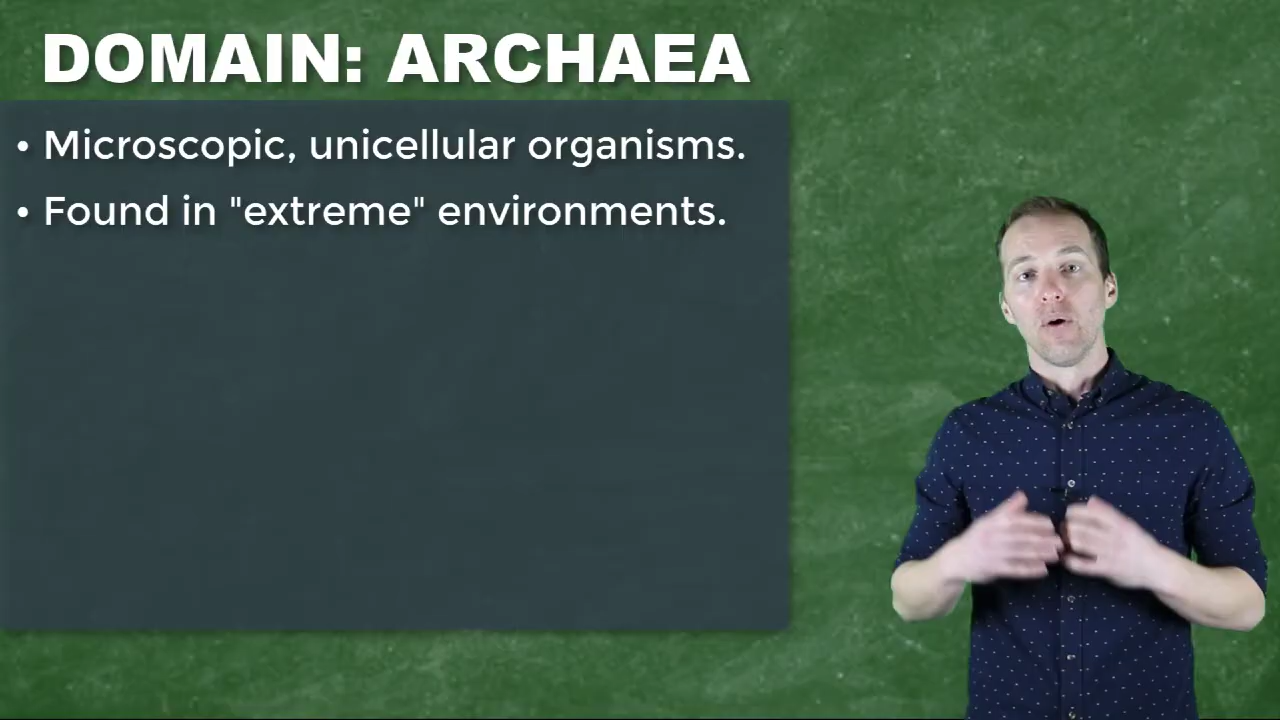 DOMAIN: ARCHAEA
• Microscopic, unicellular organisms.
• Found in "extreme" environments.